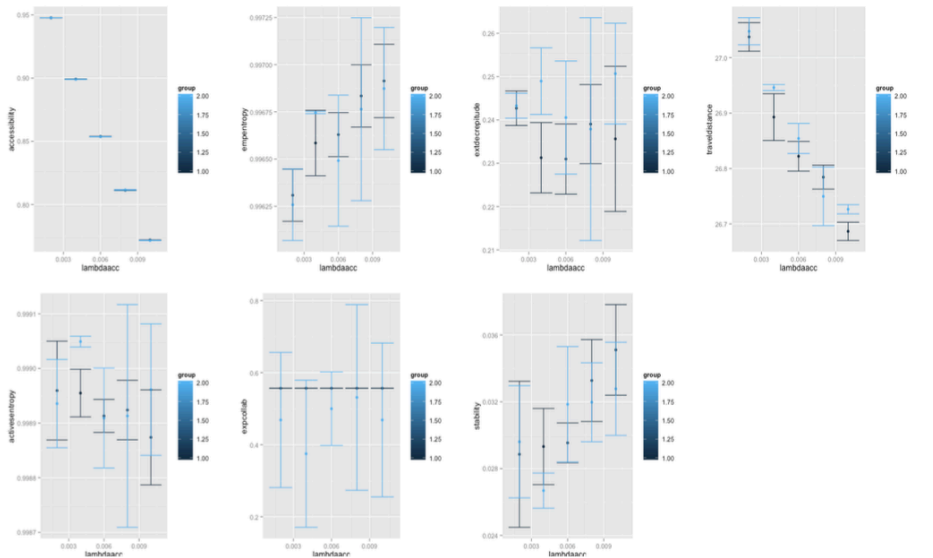 accessibility
0.95
0.90
0.85
0.80
0.003 0.006 0.009
lambdaacc
group
2.00
1.75
1.50
1.25
1.00
empentropy
0.99725
0.99700
0.99675
0.99650
0.99625
0.003 0.006 0.009
lambdaacc
group
2.00
1.75
1.50
1.25
1.00
extdecrepitude
0.26
0.25
0.24
0.23
0.22
0.21
0.003 0.006 0.009
lambdaacc
group
2.00
1.75
1.50
1.25
1.00
traveldistance
27.0
26.9
26.8
26.7
0.003 0.006 0.009
lambdaacc
group
2.00
1.75
1.50
1.25
1.00
activesentropy
0.9991
0.9990
0.9989
0.9988
0.9987
0.003 0.006 0.009
lambdaacc
group
2.00
1.75
1.50
1.25
1.00
expcollab
0.8
0.6
0.4
0.2
0.003 0.006 0.009
lambdaacc
group
2.00
1.75
1.50
1.25
1.00
stability
0.036
0.032
0.028
0.024
0.003 0.006 0.009
lambdaacc
group
2.00
1.75
1.50
1.25
1.00